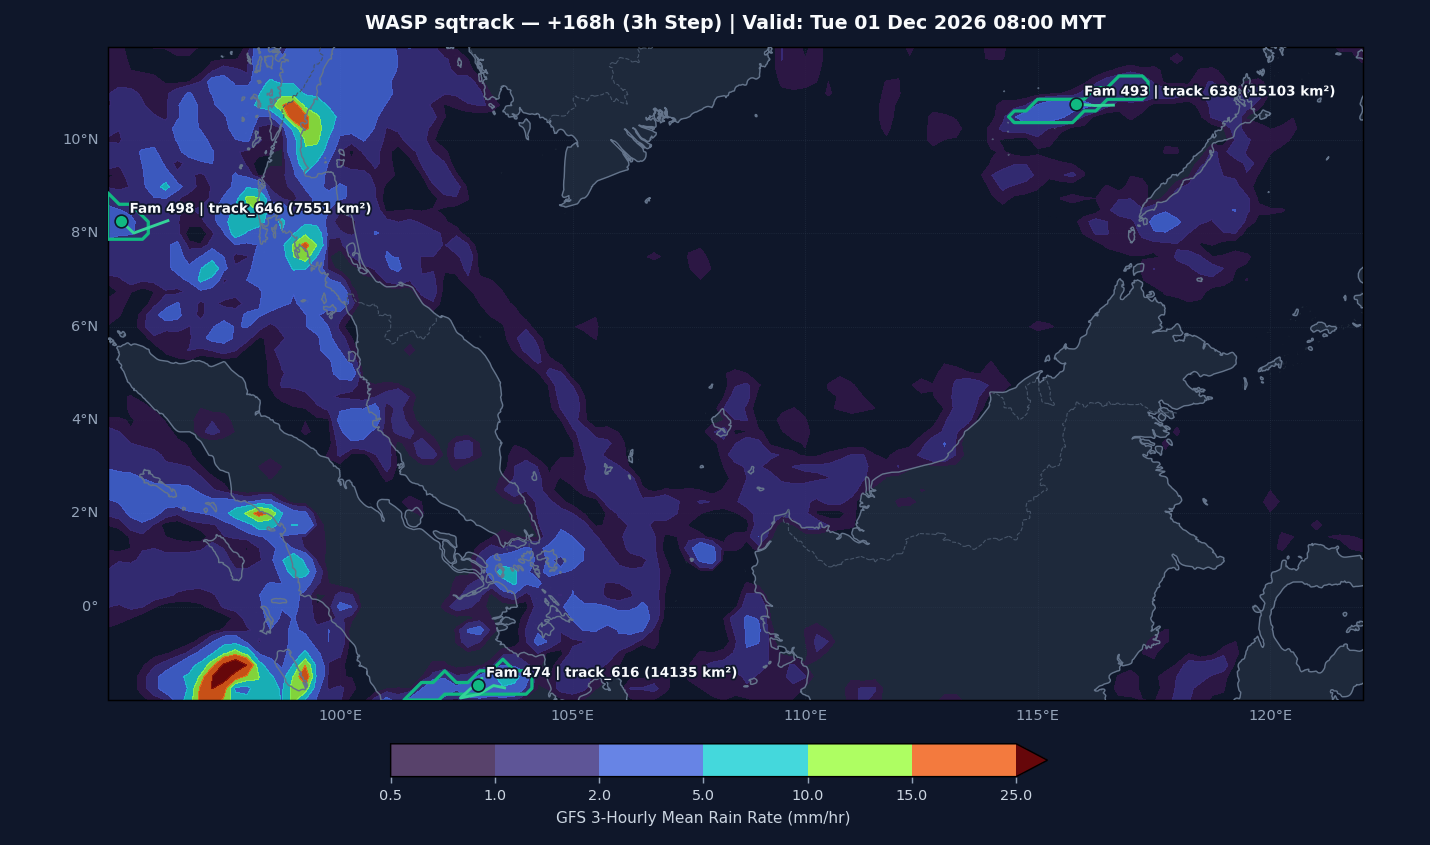 WASP sqtrack — +168h (3h Step) | Valid: Tue 01 Dec 2026 08:00 MYT
Fam 493 | track_638 (15103 km²)
10°N
Fam 498 | track_646 (7551 km²)
8°N
6°N
4°N
2°N
0°
Fam 474 | track_616 (14135 km²)
100°E 105°E 110°E 115°E 120°E
0.5 1.0 2.0 5.0 10.0 15.0 25.0
GFS 3-Hourly Mean Rain Rate (mm/hr)